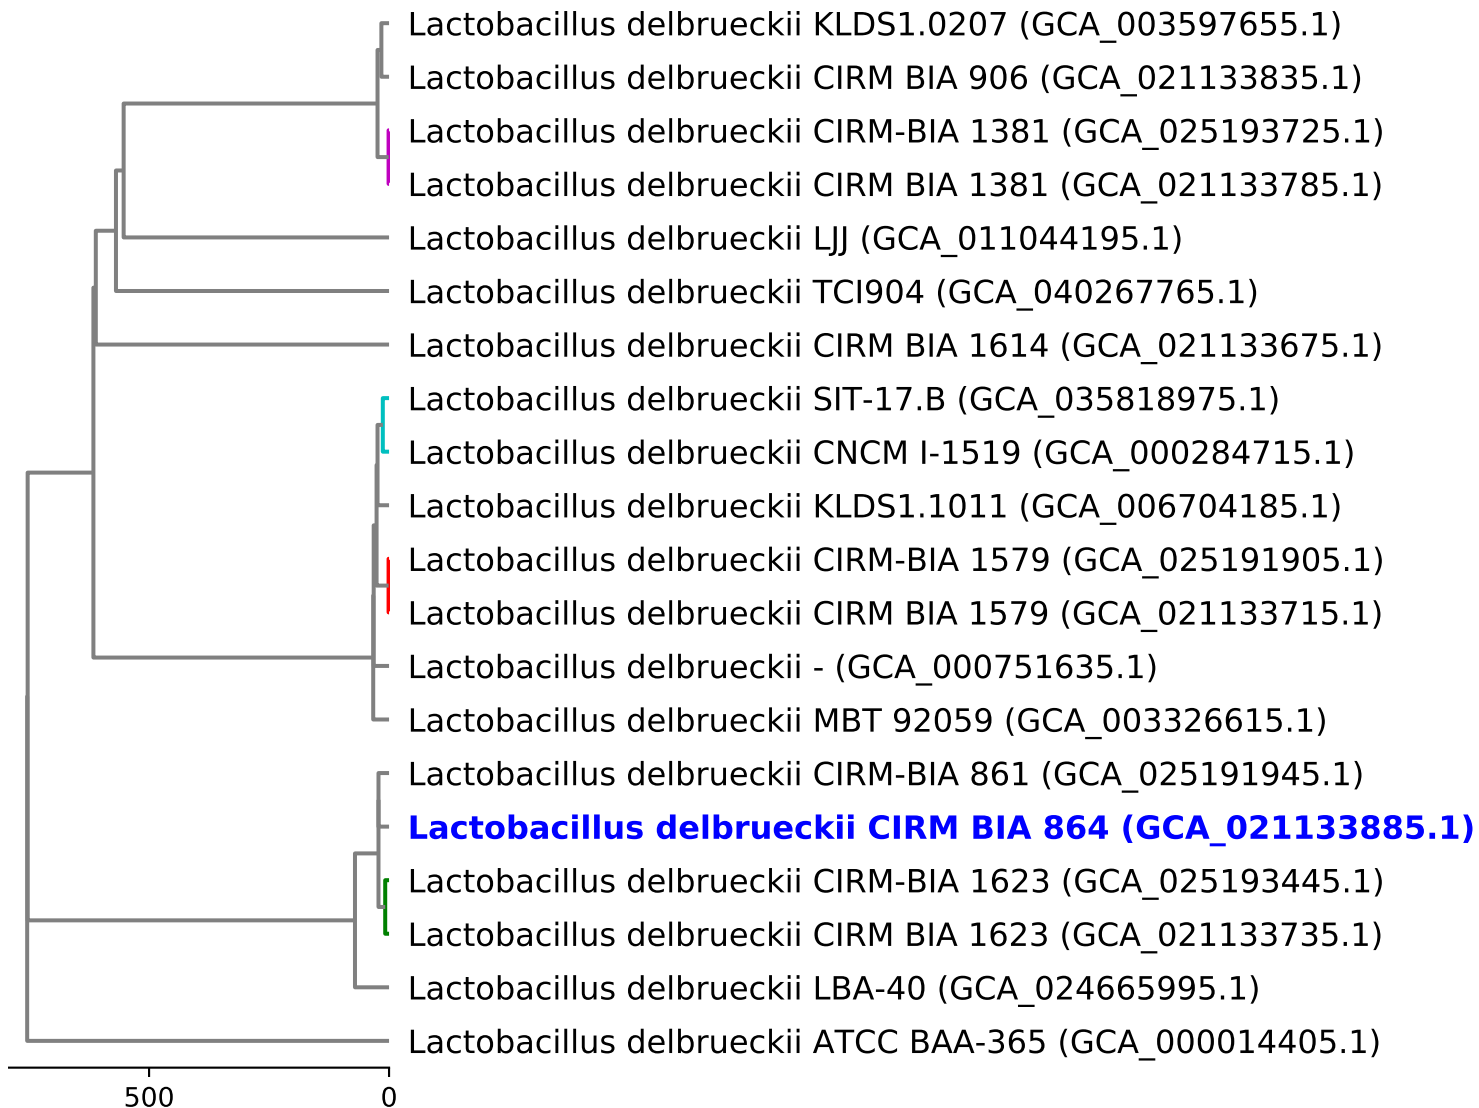 Lactobacillus delbrueckii KLDS1.0207 (GCA_003597655.1)
Lactobacillus delbrueckii CIRM BIA 906 (GCA_021133835.1)
Lactobacillus delbrueckii CIRM-BIA 1381 (GCA_025193725.1)
Lactobacillus delbrueckii CIRM BIA 1381 (GCA_021133785.1)
Lactobacillus delbrueckii LJJ (GCA_011044195.1)
Lactobacillus delbrueckii TCI904 (GCA_040267765.1)
Lactobacillus delbrueckii CIRM BIA 1614 (GCA_021133675.1)
Lactobacillus delbrueckii SIT-17.B (GCA_035818975.1)
Lactobacillus delbrueckii CNCM I-1519 (GCA_000284715.1)
Lactobacillus delbrueckii KLDS1.1011 (GCA_006704185.1)
Lactobacillus delbrueckii CIRM-BIA 1579 (GCA_025191905.1)
Lactobacillus delbrueckii CIRM BIA 1579 (GCA_021133715.1)
Lactobacillus delbrueckii - (GCA_000751635.1)
Lactobacillus delbrueckii MBT 92059 (GCA_003326615.1)
Lactobacillus delbrueckii CIRM-BIA 861 (GCA_025191945.1)
Lactobacillus delbrueckii CIRM BIA 864 (GCA_021133885.1)
Lactobacillus delbrueckii CIRM-BIA 1623 (GCA_025193445.1)
Lactobacillus delbrueckii CIRM BIA 1623 (GCA_021133735.1)
Lactobacillus delbrueckii LBA-40 (GCA_024665995.1)
Lactobacillus delbrueckii ATCC BAA-365 (GCA_000014405.1)
500 0